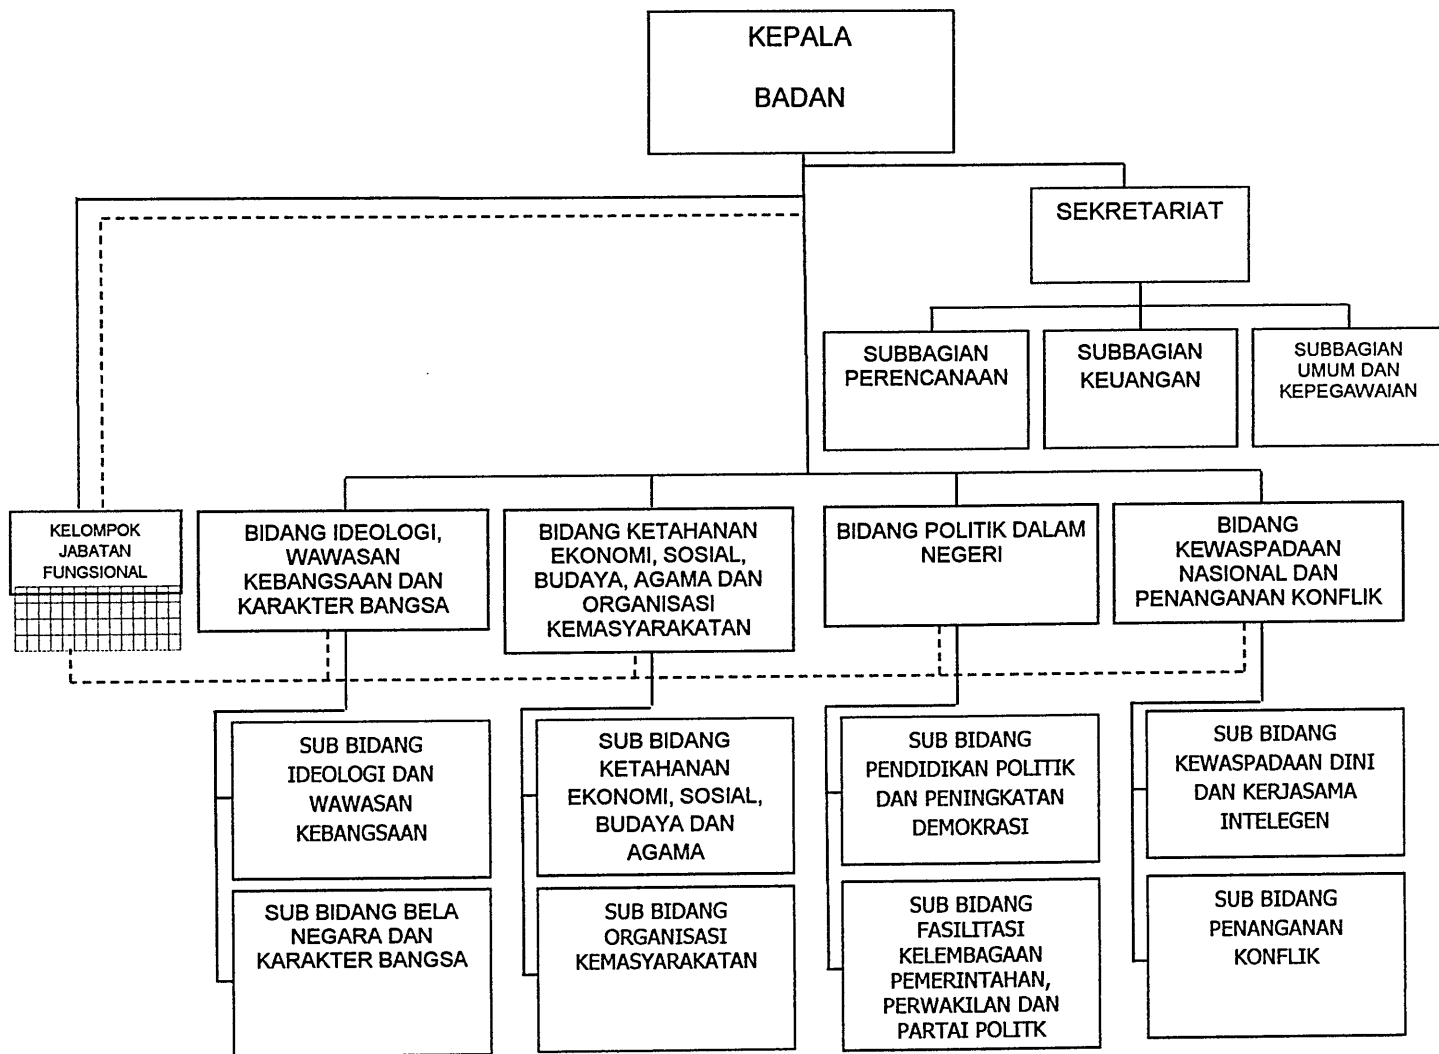 KEPALA
BADAN
SEKRETARIAT
SUBBAGIAN
PERENCANAAN
SUBBAGIAN
KEUANGAN
SUBBAGIAN
UMUM DAN
KEPEGAWAIAN
KELOMPOK
JABATAN
FUNGSIONAL
BIDANG IDEOLOGI,
WAWASAN
KEBANGSAAN DAN
KARAKTER BANGSA
BIDANG KETAHANAN
EKONOMI, SOSIAL,
BUDAYA, AGAMA DAN
ORGANISASI
KEMASYARAKATAN
BIDANG POLITIK DALAM
NEGERI
BIDANG
KEWASPADAAN
NASIONAL DAN
PENANGANAN KONFLIK
SUB BIDANG
IDEOLOGI DAN
WAWASAN
KEBANGSAAN
SUB BIDANG
KETAHANAN
EKONOMI, SOSIAL,
BUDAYA DAN
AGAMA
SUB BIDANG
PENDIDIKAN POLITIK
DAN PENINGKATAN
DEMOKRASI
SUB BIDANG
KEWASPADAAN DINI
DAN KERJASAMA
INTELEGEN
SUB BIDANG BELA
NEGARA DAN
KARAKTER BANGSA
SUB BIDANG
ORGANISASI
KEMASYARAKATAN
SUB BIDANG
FASILITASI
KELEMBAGAAN
PEMERINTAHAN,
PERWAKILAN DAN
PARTAI POLITK
SUB BIDANG
PENANGANAN
KONFLIK